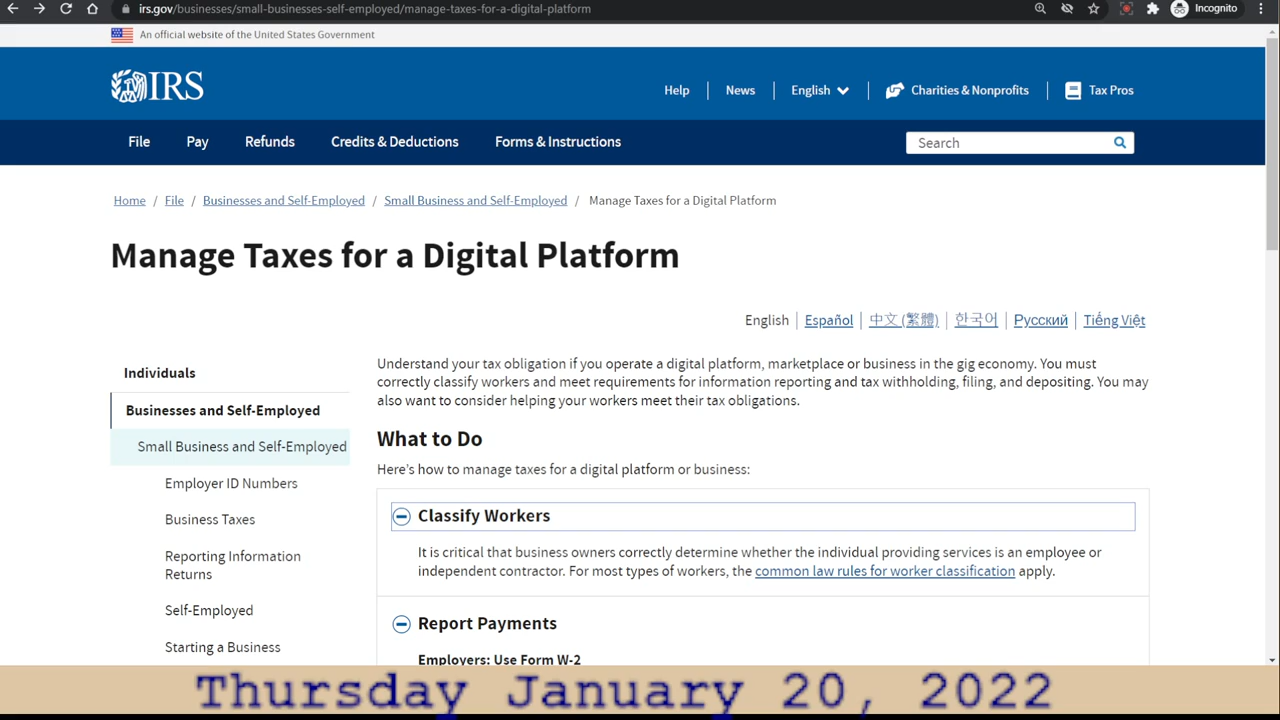 irs.gov/businesses/small-businesses-self-employed/manage-taxes-for-a-digital-platform
Incognito
An official website of the United States Government
IRS
Help
News
English
Charities & Nonprofits
Tax Pros
File
Pay
Refunds
Credits & Deductions
Forms & Instructions
Search
Home / File / Businesses and Self-Employed / Small Business and Self-Employed / Manage Taxes for a Digital Platform
Manage Taxes for a Digital Platform
English | Español | 中文 (繁體) | 한국어 | Русский | Tiếng Việt
Individuals
Businesses and Self-Employed
Small Business and Self-Employed
Employer ID Numbers
Business Taxes
Reporting Information
Returns
Self-Employed
Starting a Business
Understand your tax obligation if you operate a digital platform, marketplace or business in the gig economy. You must
correctly classify workers and meet requirements for information reporting and tax withholding, filing, and depositing. You may
also want to consider helping your workers meet their tax obligations.
What to Do
Here's how to manage taxes for a digital platform or business:
Classify Workers
It is critical that business owners correctly determine whether the individual providing services is an employee or
independent contractor. For most types of workers, the common law rules for worker classification apply.
Report Payments
Employers: Use Form W-2
Thursday January 20, 2022